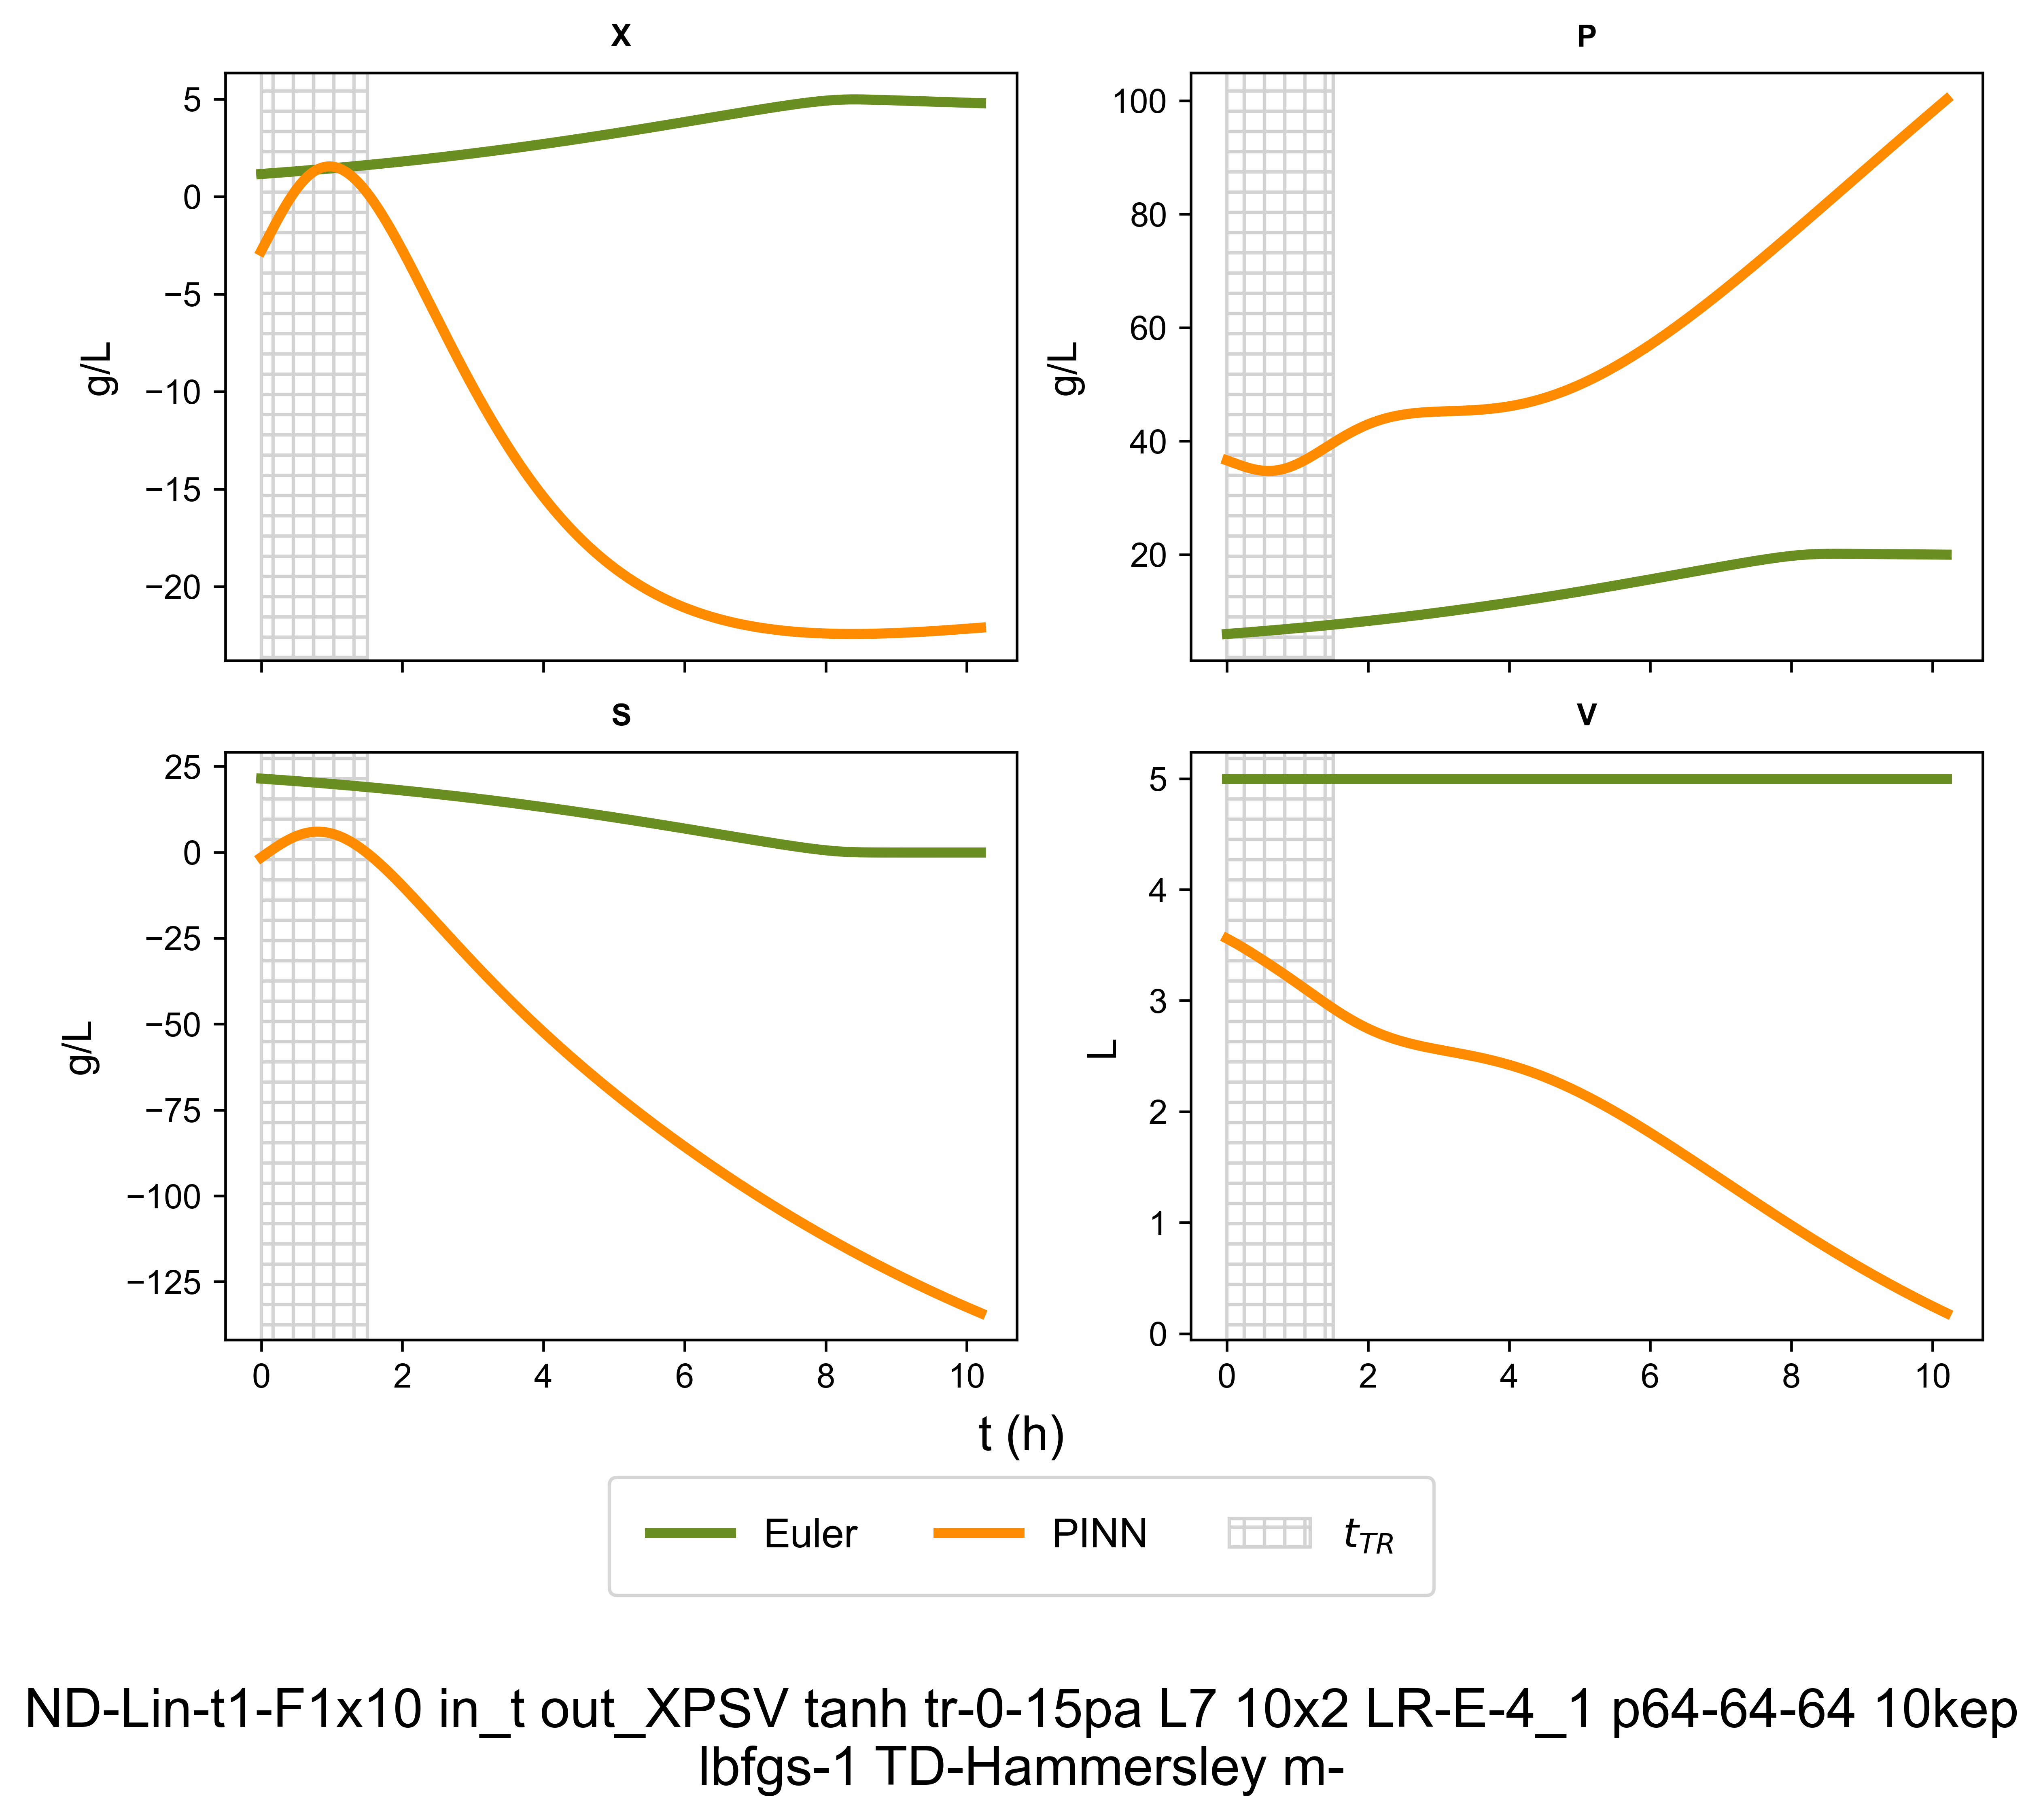 X
5
0
−5
−10
−15
−20
g/L
P
100
80
60
40
20
g/L
S
25
0
−25
−50
−75
−100
−125
g/L
0 2 4 6 8 10
V
5
4
3
2
1
0
L
0 2 4 6 8 10
t (h)
Euler PINN t_TR
ND-Lin-t1-F1x10 in_t out_XPSV tanh tr-0-15pa L7 10x2 LR-E-4_1 p64-64-64 10kep
lbfgs-1 TD-Hammersley m-